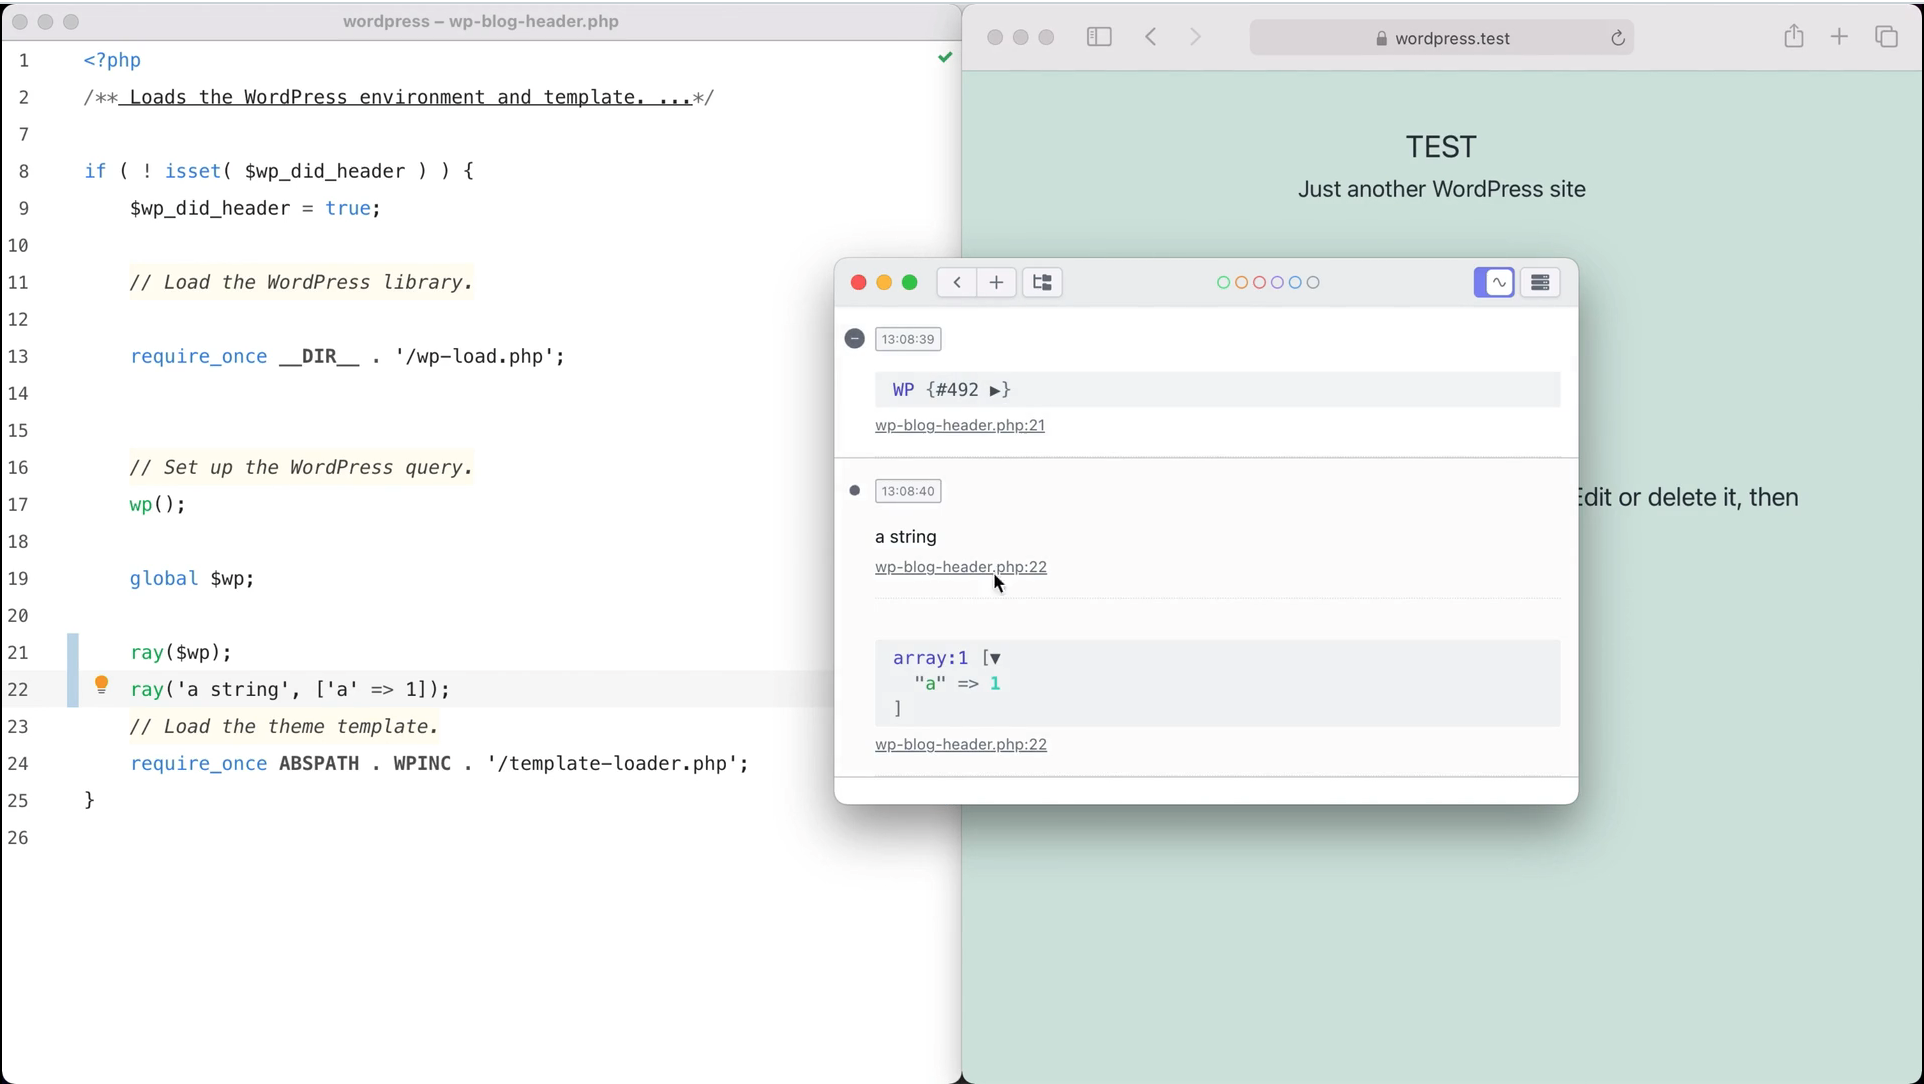 wordpress – wp-blog-header.php
1 <?php
2 /** Loads the WordPress environment and template. ...*/
7
8 if ( ! isset( $wp_did_header ) ) {
9 $wp_did_header = true;
10
11 // Load the WordPress library.
12
13 require_once __DIR__ . '/wp-load.php';
14
15
16 // Set up the WordPress query.
17 wp();
18
19 global $wp;
20
21 ray($wp);
22 ray('a string', ['a' => 1]);
23 // Load the theme template.
24 require_once ABSPATH . WPINC . '/template-loader.php';
25 }
26
wordpress.test
TEST
Just another WordPress site
Edit or delete it, then
13:08:39
WP {#492 ▶}
wp-blog-header.php:21
13:08:40
a string
wp-blog-header.php:22
array:1 [▼
"a" => 1
]
wp-blog-header.php:22